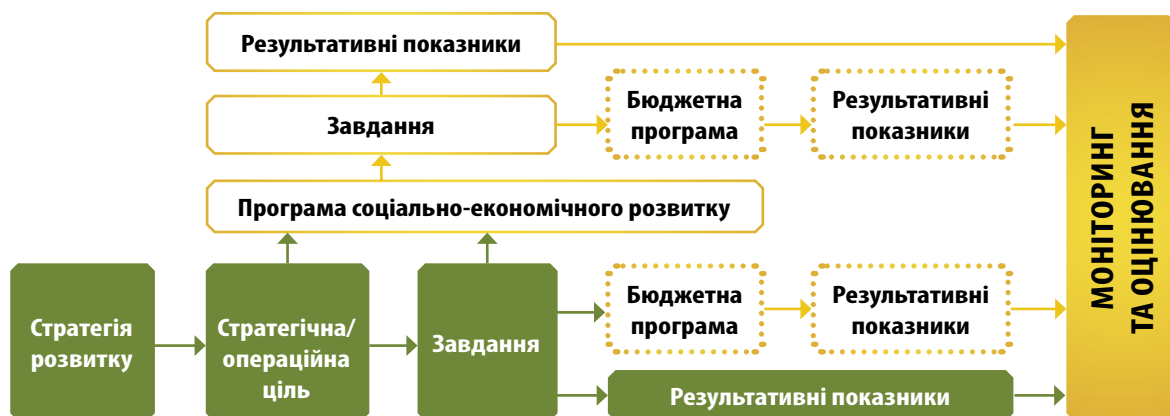 Результативні показники
Завдання
Бюджетна
програма
Результативні
показники
Програма соціально-економічного розвитку
Стратегія
розвитку
Стратегічна/
операційна
ціль
Завдання
Бюджетна
програма
Результативні
показники
Результативні показники
МОНІТОРИНГ
ТА ОЦІНЮВАННЯ